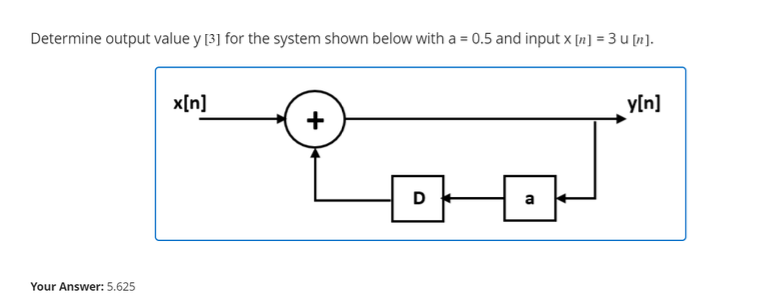 Determine output value y [3] for the system shown below with a = 0.5 and input x [n] = 3 u [n].
x[n]
y[n]
+
D
a
Your Answer: 5.625